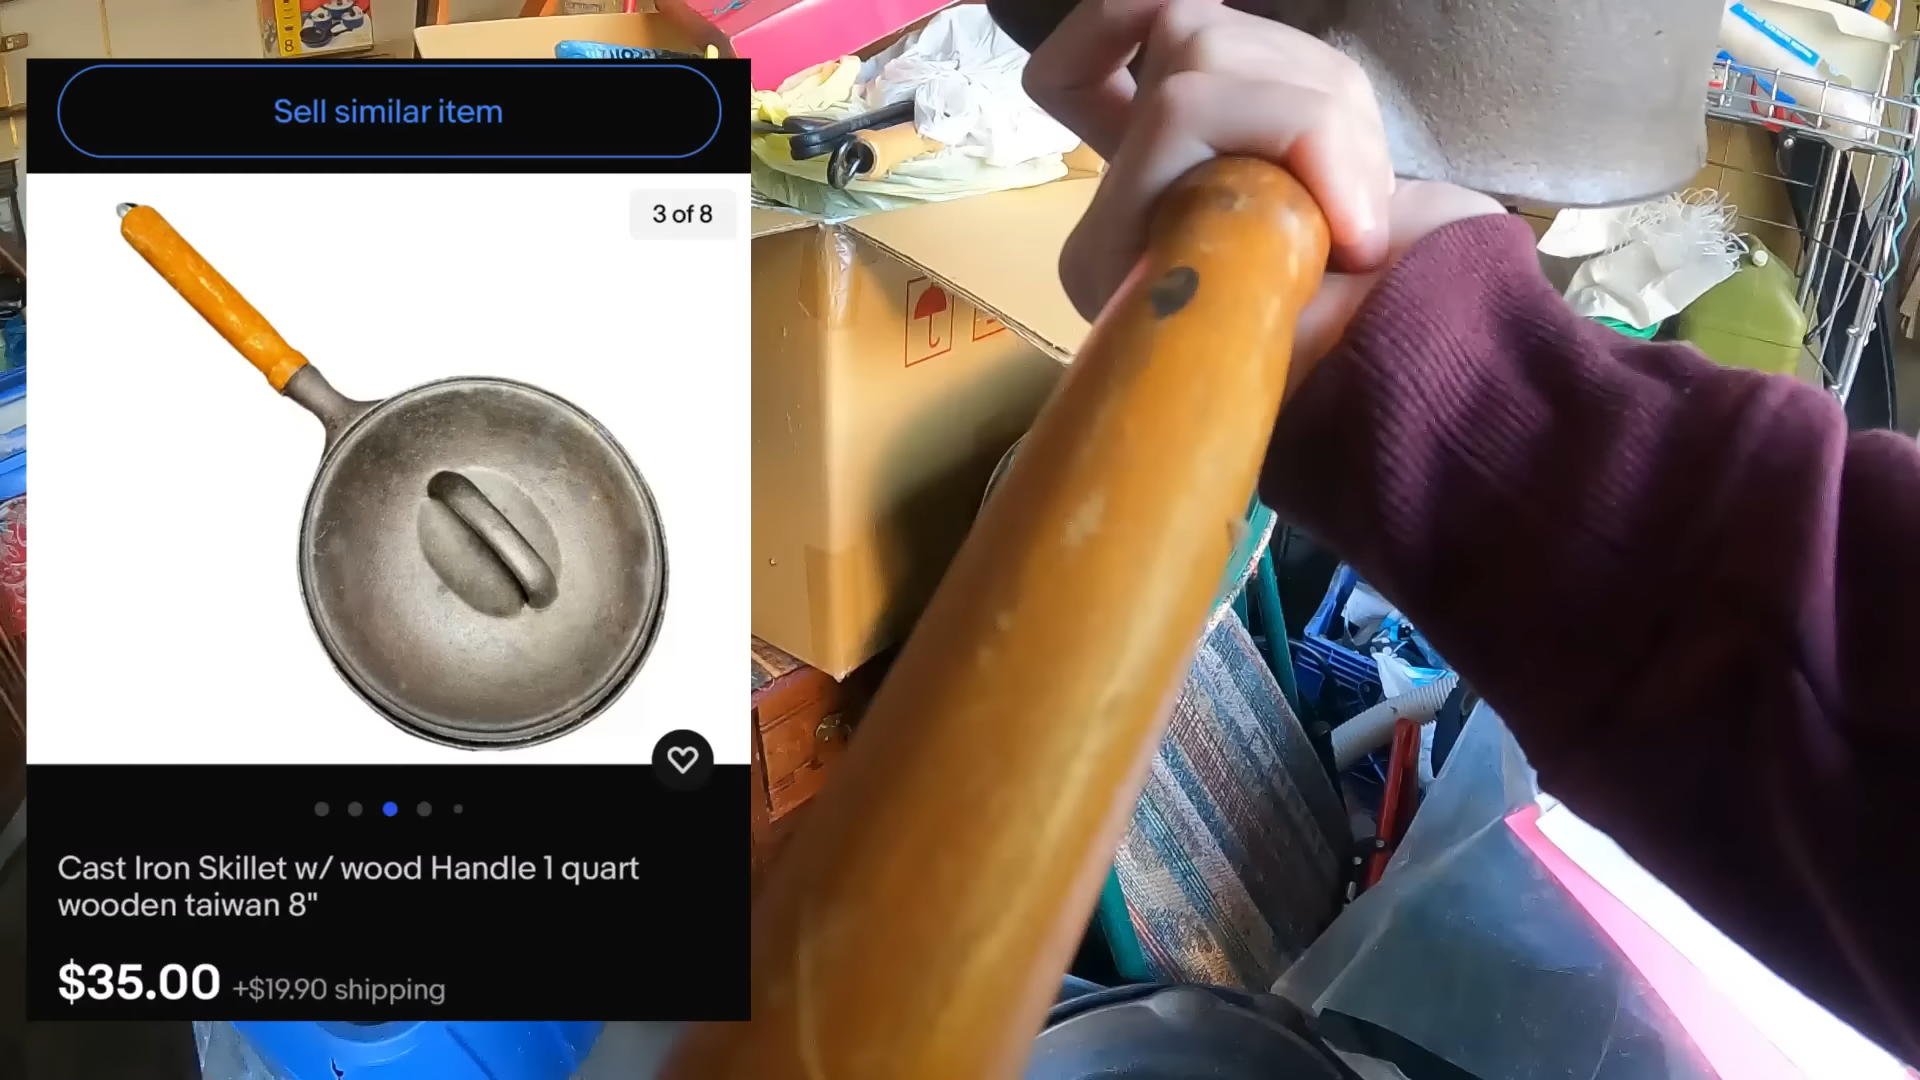 Sell similar item
3 of 8
Cast Iron Skillet w/ wood Handle 1 quart
wooden taiwan 8"
$35.00 +$19.90 shipping
8